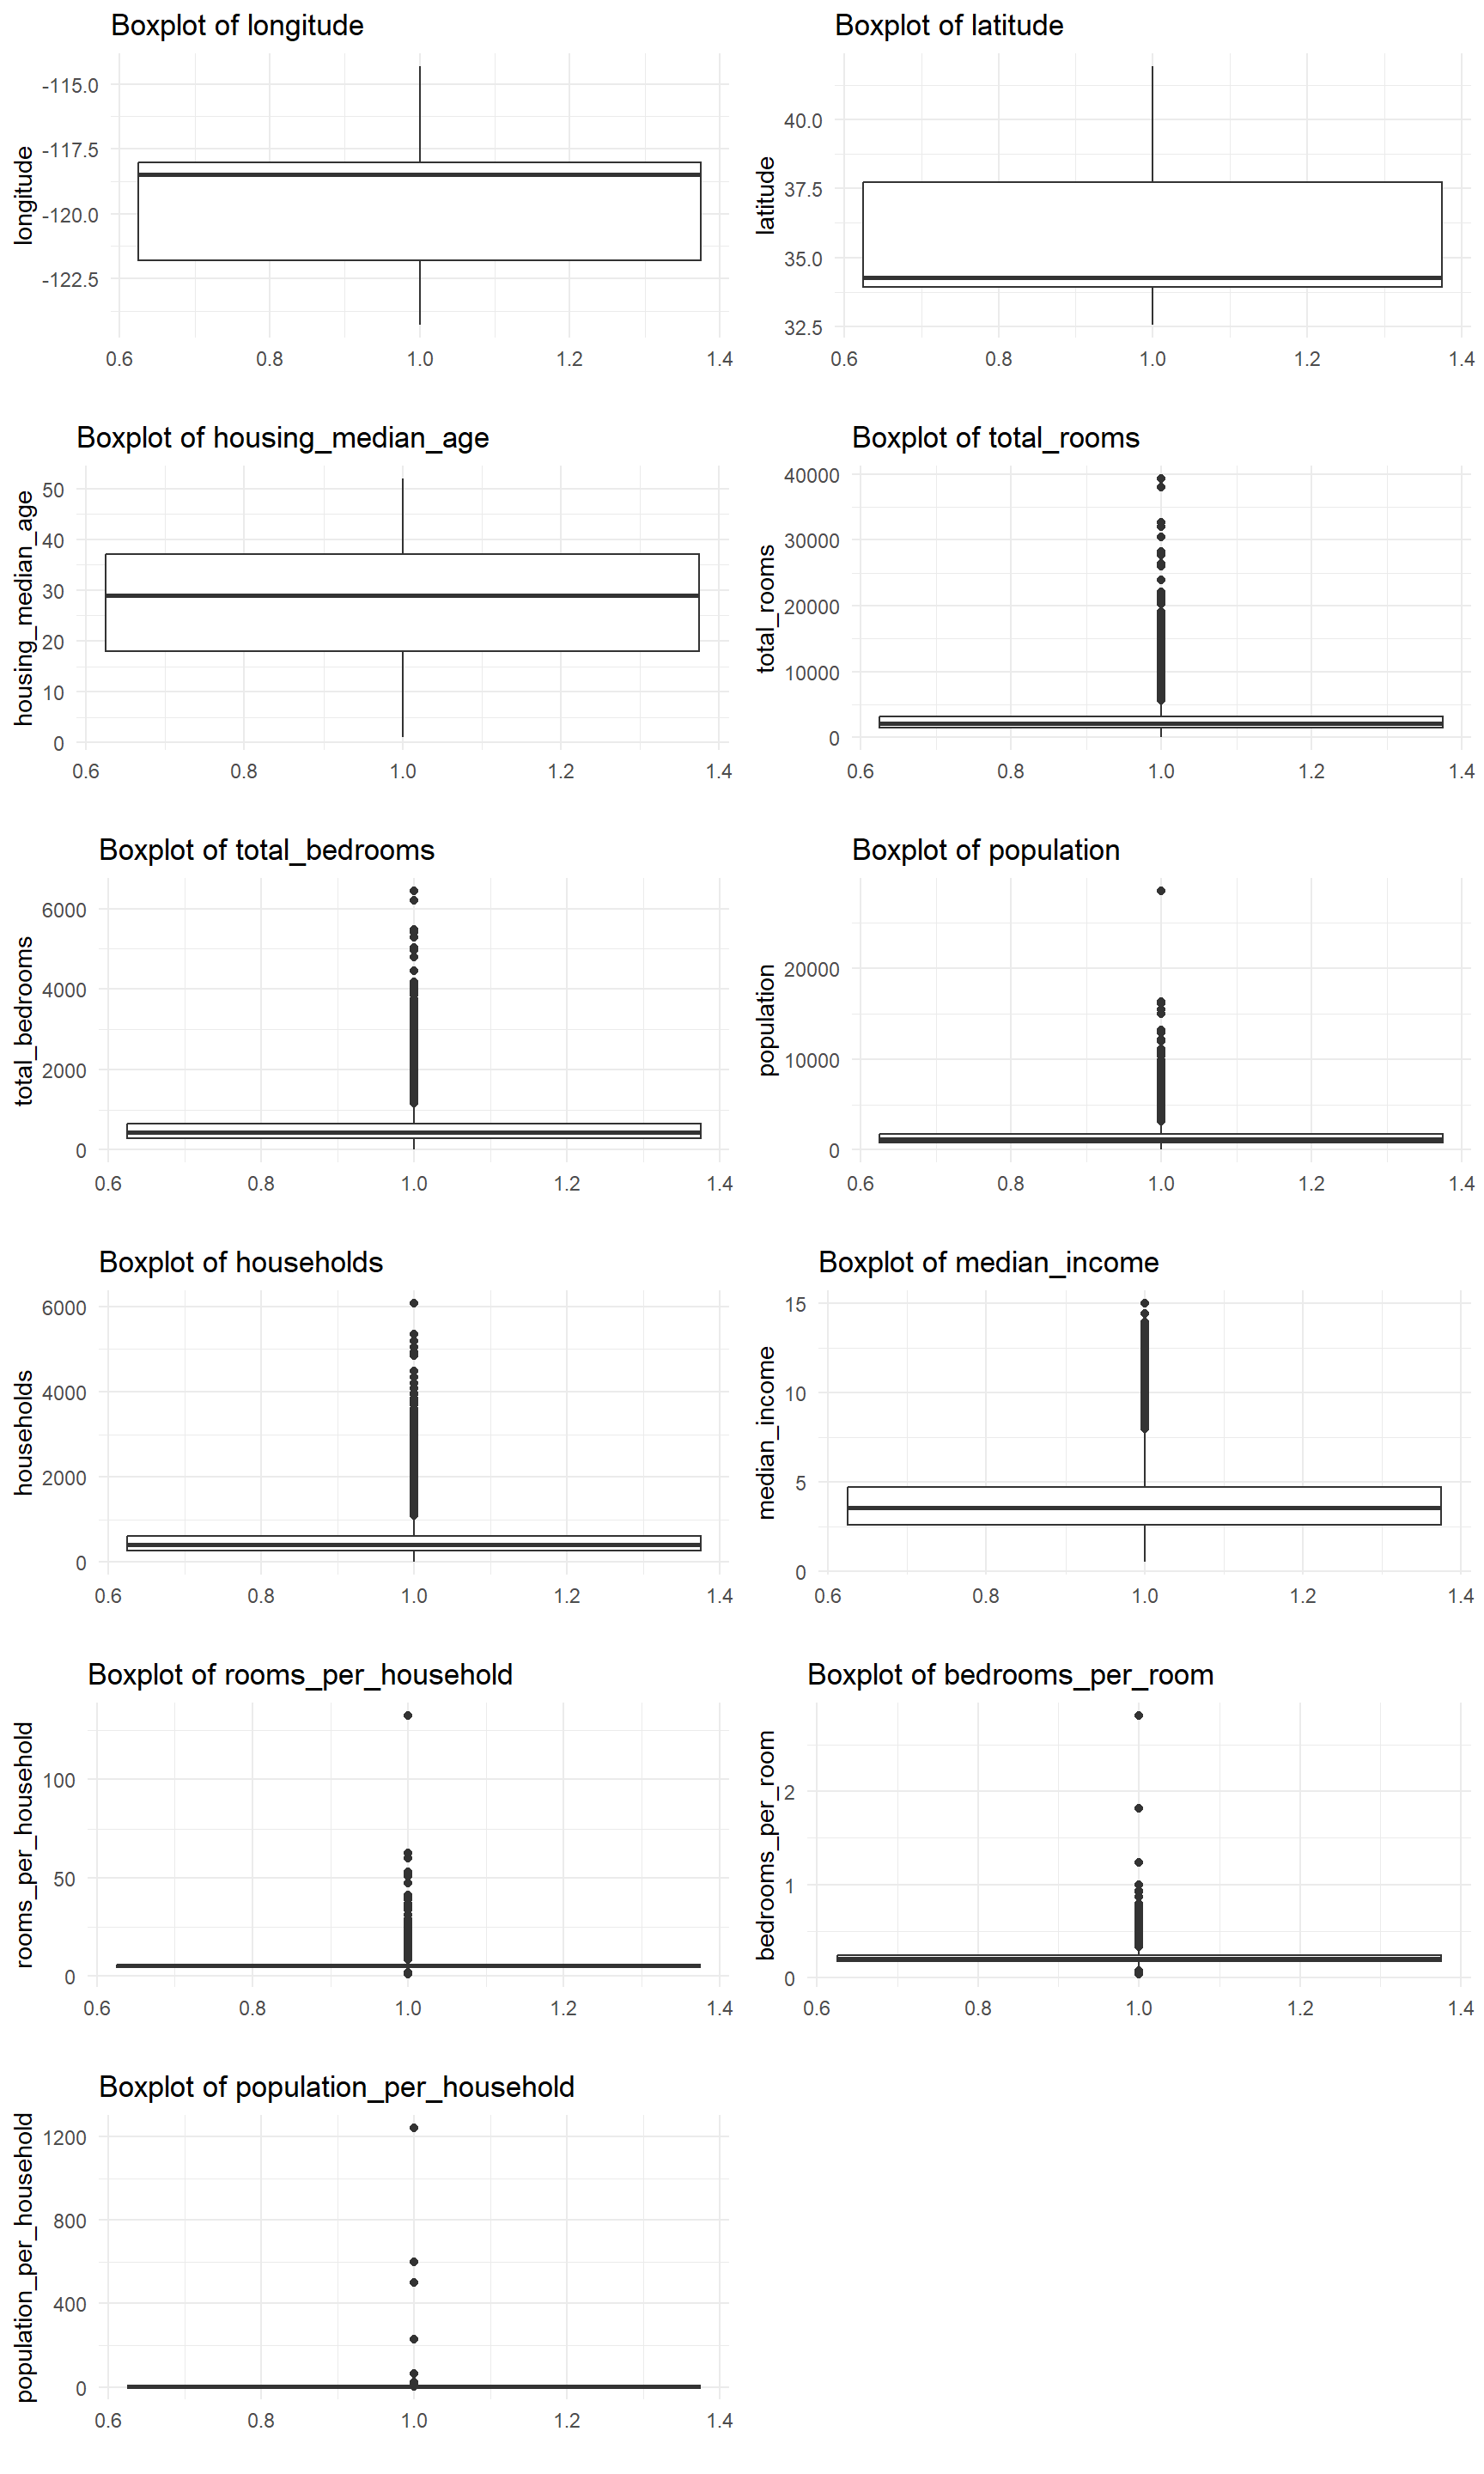 Boxplot of longitude
longitude
-115.0
-117.5
-120.0
-122.5
0.6 0.8 1.0 1.2 1.4
Boxplot of latitude
latitude
40.0
37.5
35.0
32.5
0.6 0.8 1.0 1.2 1.4
Boxplot of housing_median_age
housing_median_age
50
40
30
20
10
0
0.6 0.8 1.0 1.2 1.4
Boxplot of total_rooms
total_rooms
40000
30000
20000
10000
0
0.6 0.8 1.0 1.2 1.4
Boxplot of total_bedrooms
total_bedrooms
6000
4000
2000
0
0.6 0.8 1.0 1.2 1.4
Boxplot of population
population
20000
10000
0
0.6 0.8 1.0 1.2 1.4
Boxplot of households
households
6000
4000
2000
0
0.6 0.8 1.0 1.2 1.4
Boxplot of median_income
median_income
15
10
5
0
0.6 0.8 1.0 1.2 1.4
Boxplot of rooms_per_household
rooms_per_household
100
50
0
0.6 0.8 1.0 1.2 1.4
Boxplot of bedrooms_per_room
bedrooms_per_room
2
1
0
0.6 0.8 1.0 1.2 1.4
Boxplot of population_per_household
population_per_household
1200
800
400
0
0.6 0.8 1.0 1.2 1.4